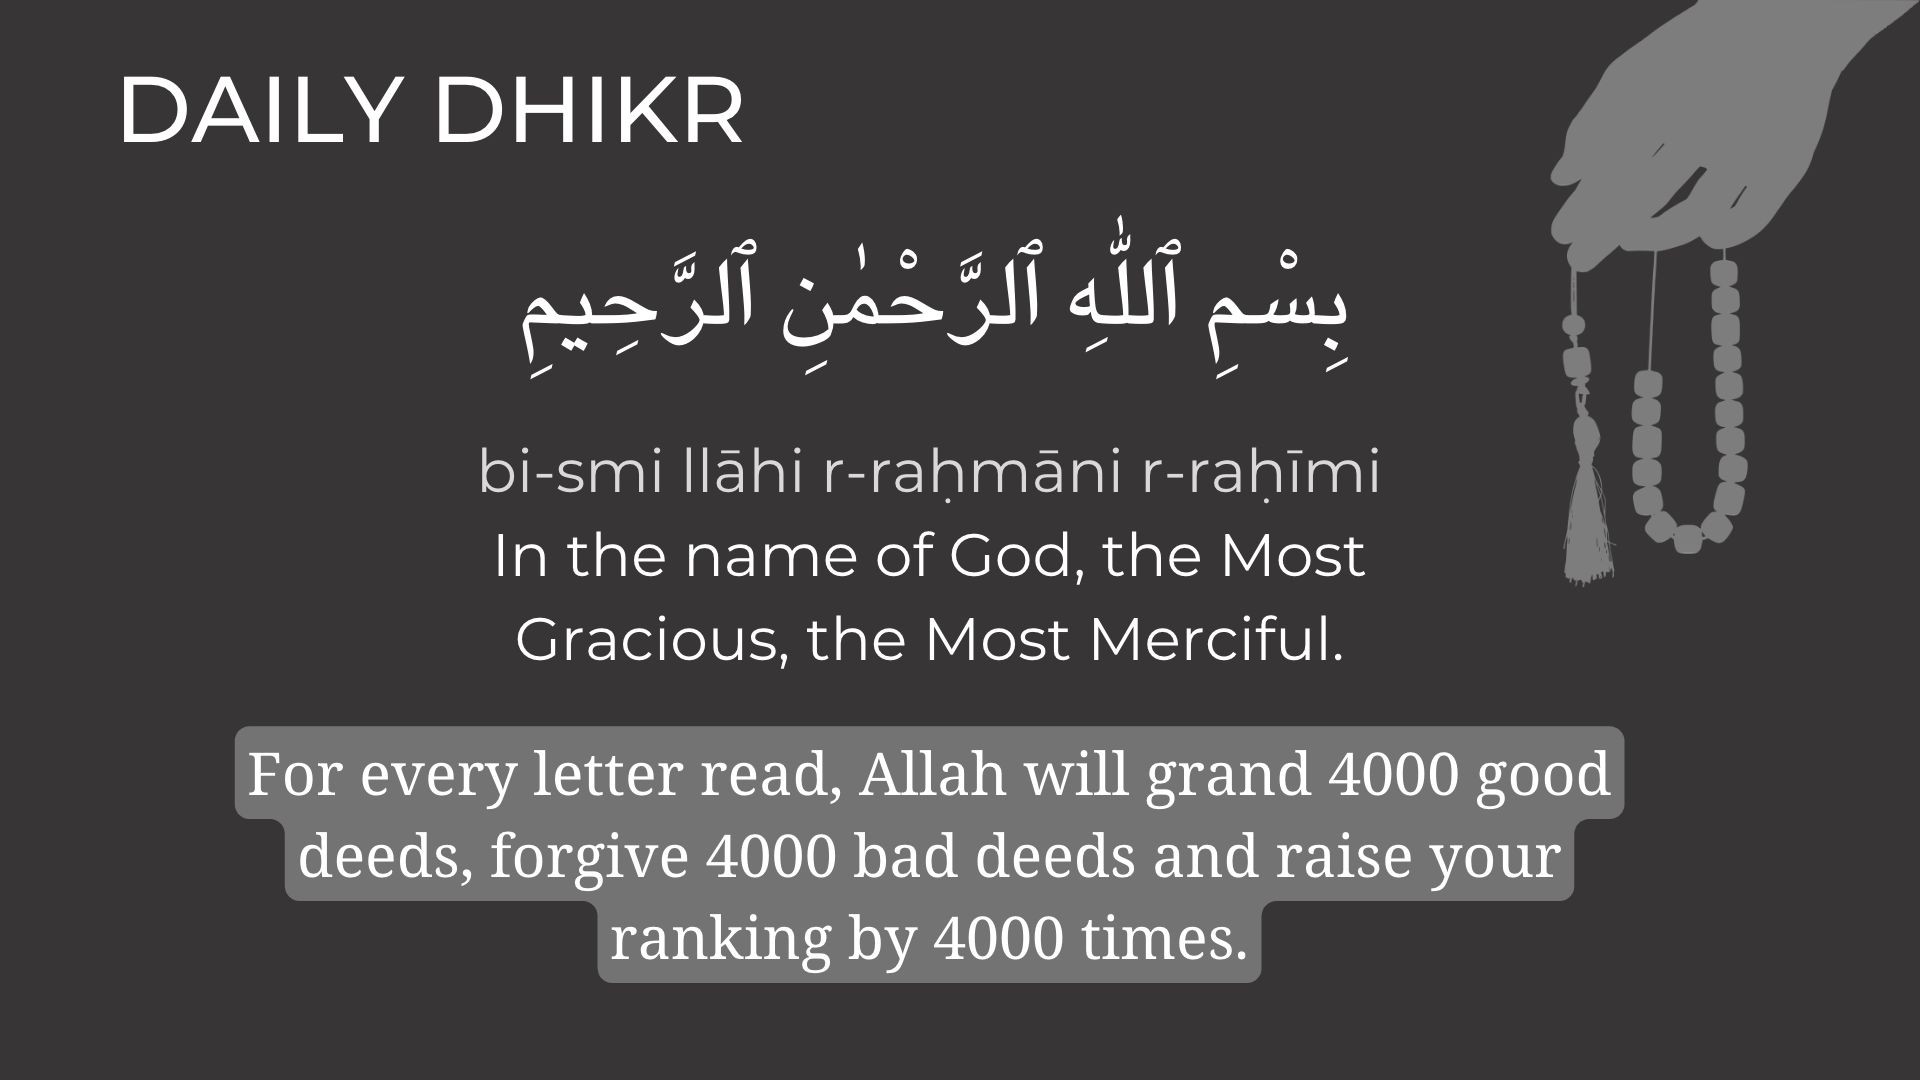 DAILY DHIKR
بِسْمِ ٱللّٰهِ ٱلرَّحْمٰنِ ٱلرَّحِيمِ
bi-smi llāhi r-raḥmāni r-raḥīmi
In the name of God, the Most
Gracious, the Most Merciful.
For every letter read, Allah will grand 4000 good
deeds, forgive 4000 bad deeds and raise your
ranking by 4000 times.